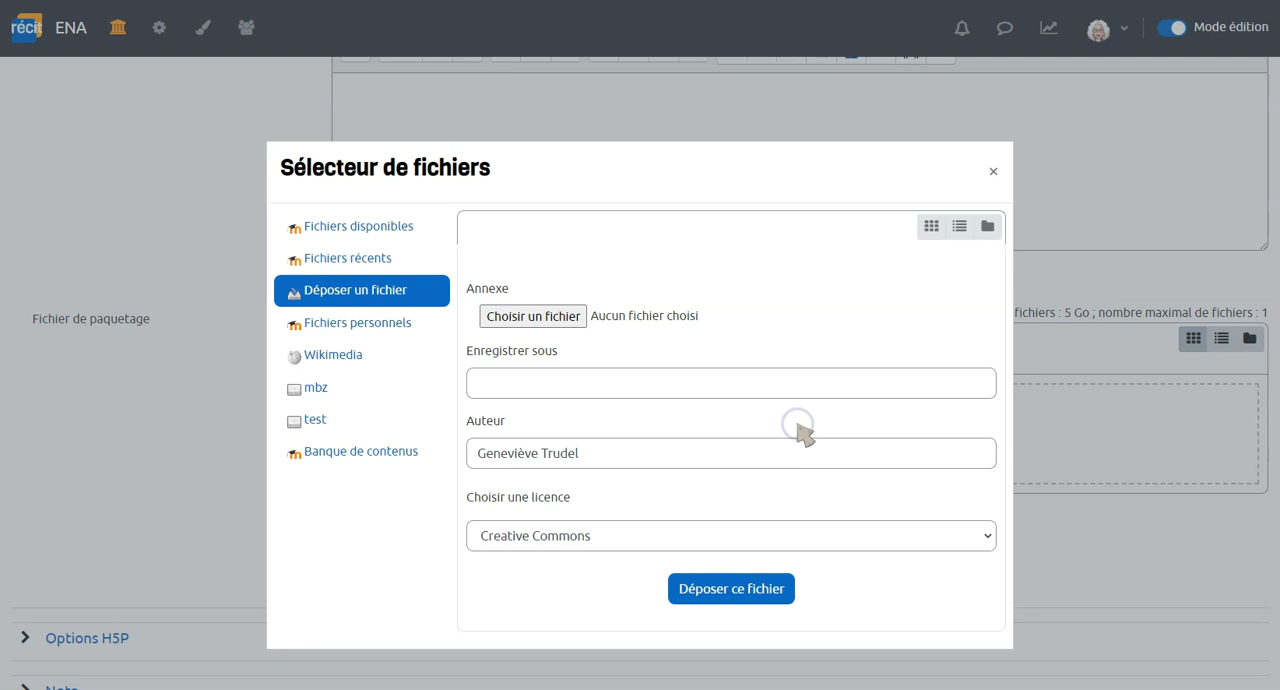 récit ENA Mode édition
Sélecteur de fichiers
×
Fichiers disponibles
Fichiers récents
Déposer un fichier
Fichiers personnels
Wikimedia
mbz
test
Banque de contenus
Annexe
Choisir un fichier Aucun fichier choisi
Enregistrer sous
Auteur
Geneviève Trudel
Choisir une licence
Creative Commons
Déposer ce fichier
Fichier de paquetage
fichiers : 5 Go ; nombre maximal de fichiers : 1
Options H5P
Note